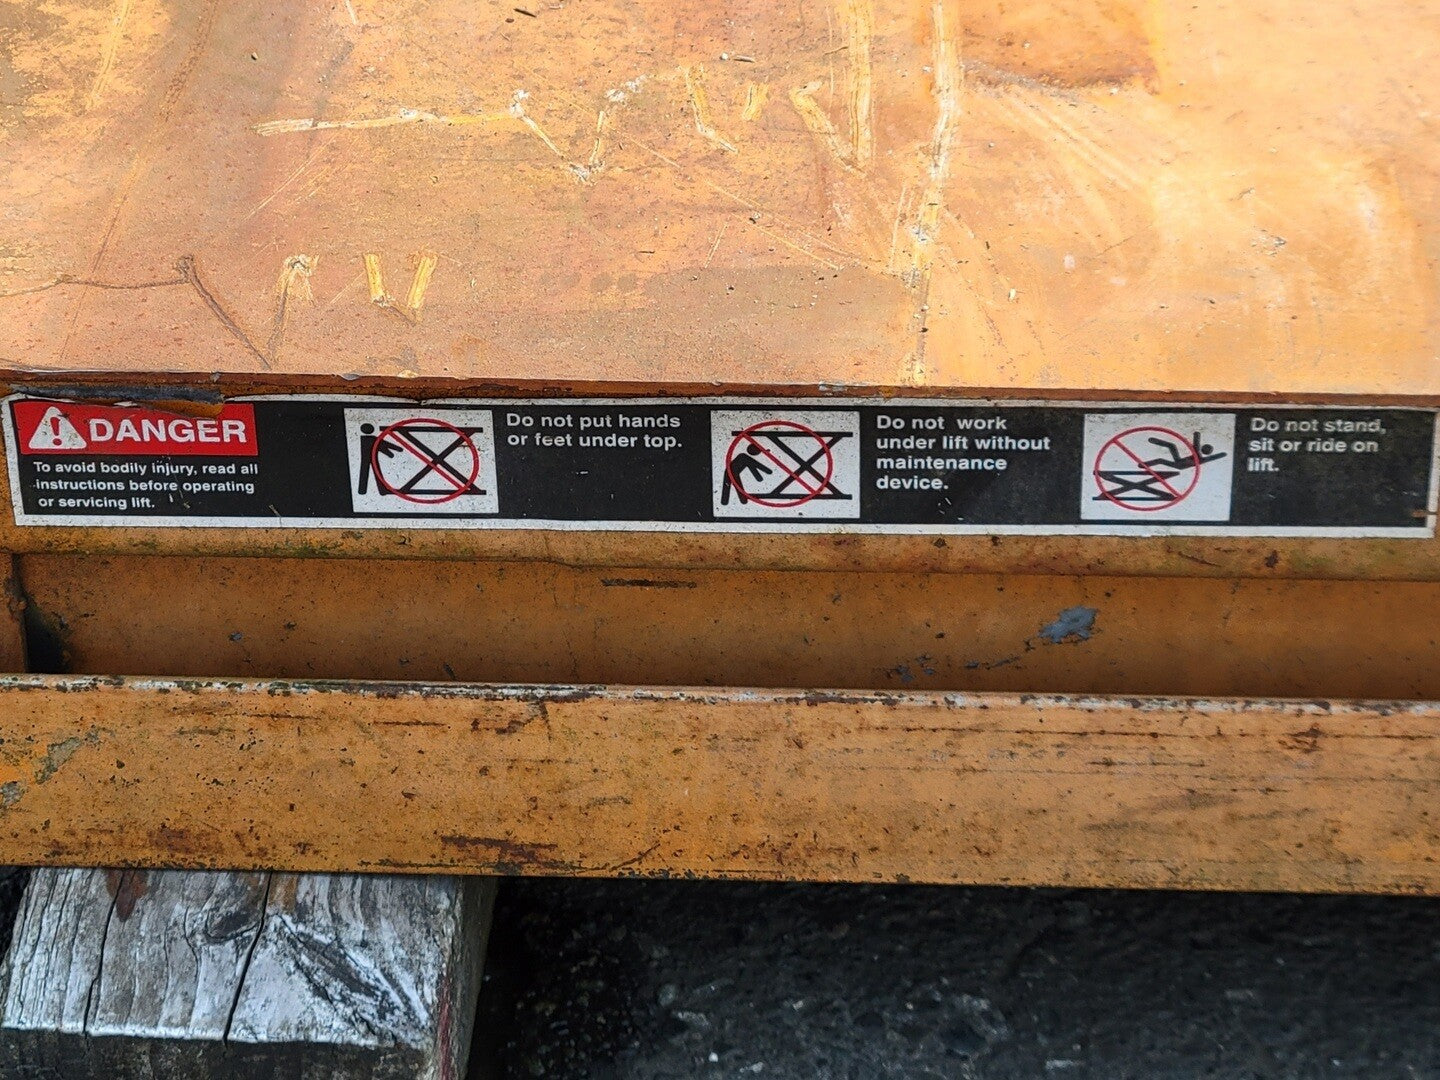 DANGER
To avoid bodily injury, read all
instructions before operating
or servicing lift.
Do not put hands
or feet under top.
Do not work
under lift without
maintenance
device.
Do not stand,
sit or ride on
lift.